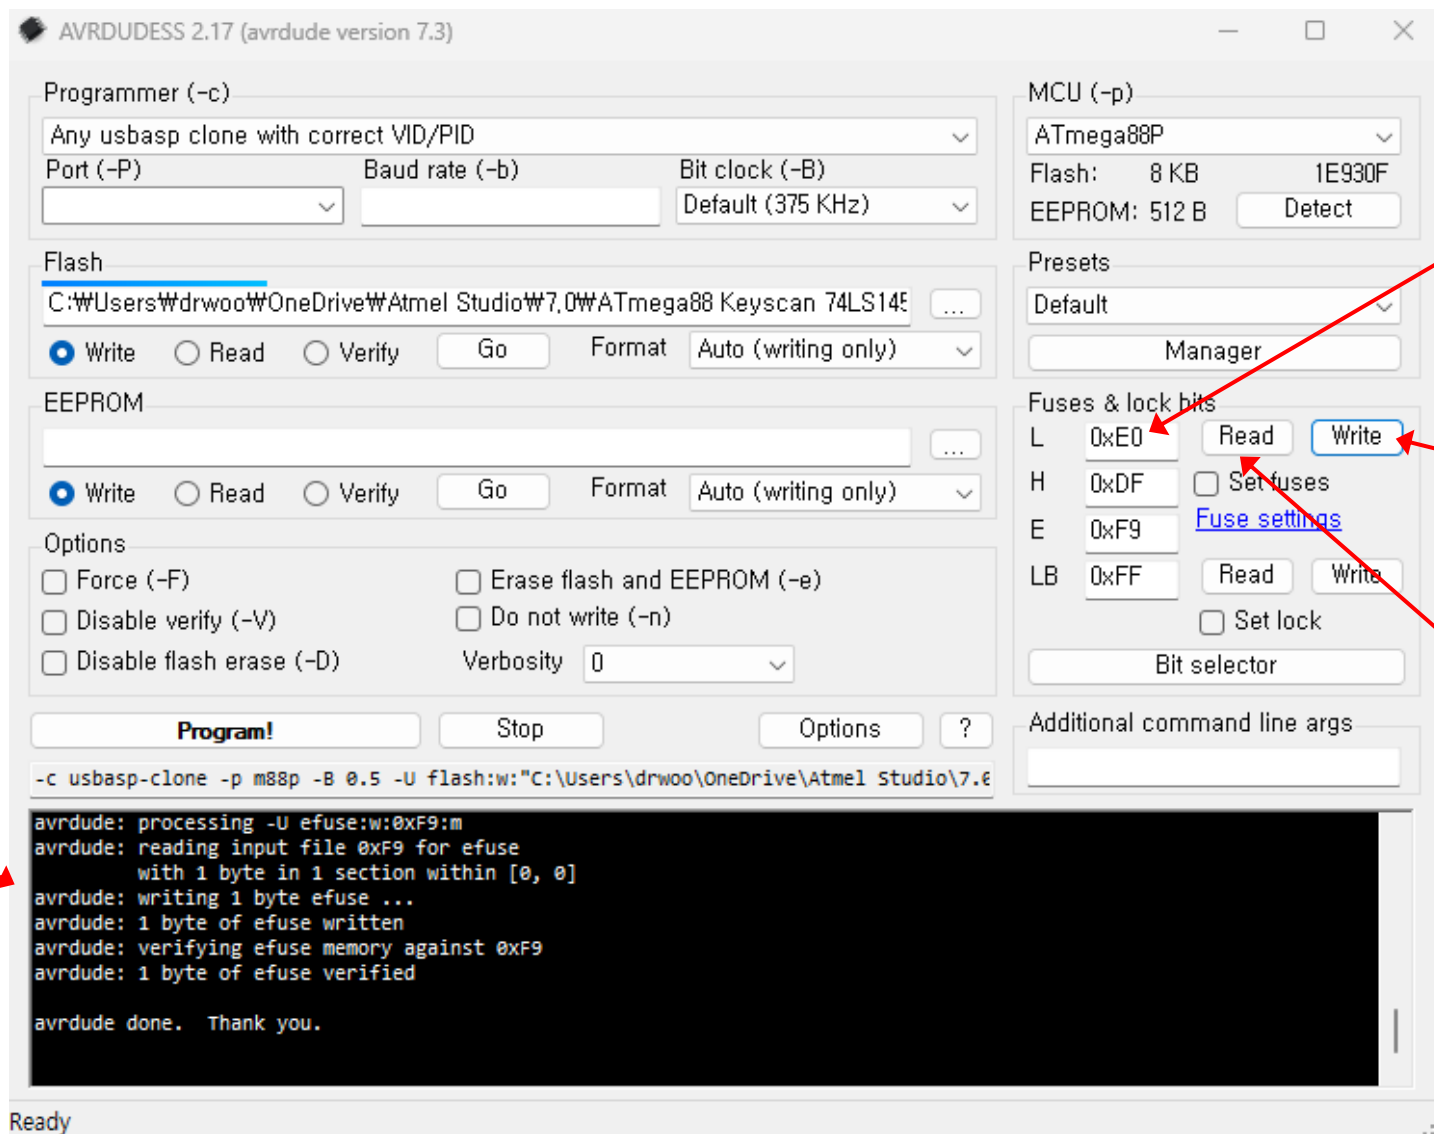 AVRDUDESS 2.17 (avrdude version 7.3)
Programmer (-c)
Any usbasp clone with correct VID/PID
Port (-P) Baud rate (-b) Bit clock (-B)
Default (375 KHz)
MCU (-p)
ATmega88P
Flash: 8 KB 1E930F
EEPROM: 512 B Detect
Flash
C:₩Users₩drwoo₩OneDrive₩Atmel Studio₩7.0₩ATmega88 Keyscan 74LS145 ...
Write Read Verify Go Format Auto (writing only)
Presets
Default
Manager
EEPROM
...
Write Read Verify Go Format Auto (writing only)
Fuses & lock bits
L 0xE0 Read Write
H 0xDF Set fuses
Fuse settings
E 0xF9
LB 0xFF Read Write
Set lock
Bit selector
Options
Force (-F) Erase flash and EEPROM (-e)
Disable verify (-V) Do not write (-n)
Disable flash erase (-D) Verbosity 0
Program! Stop Options ?
Additional command line args
-c usbasp-clone -p m88p -B 0.5 -U flash:w:"C:\Users\drwoo\OneDrive\Atmel Studio\7.0
avrdude: processing -U efuse:w:0xF9:m
avrdude: reading input file 0xF9 for efuse
with 1 byte in 1 section within [0, 0]
avrdude: writing 1 byte efuse ...
avrdude: 1 byte of efuse written
avrdude: verifying efuse memory against 0xF9
avrdude: 1 byte of efuse verified
avrdude done. Thank you.
Ready